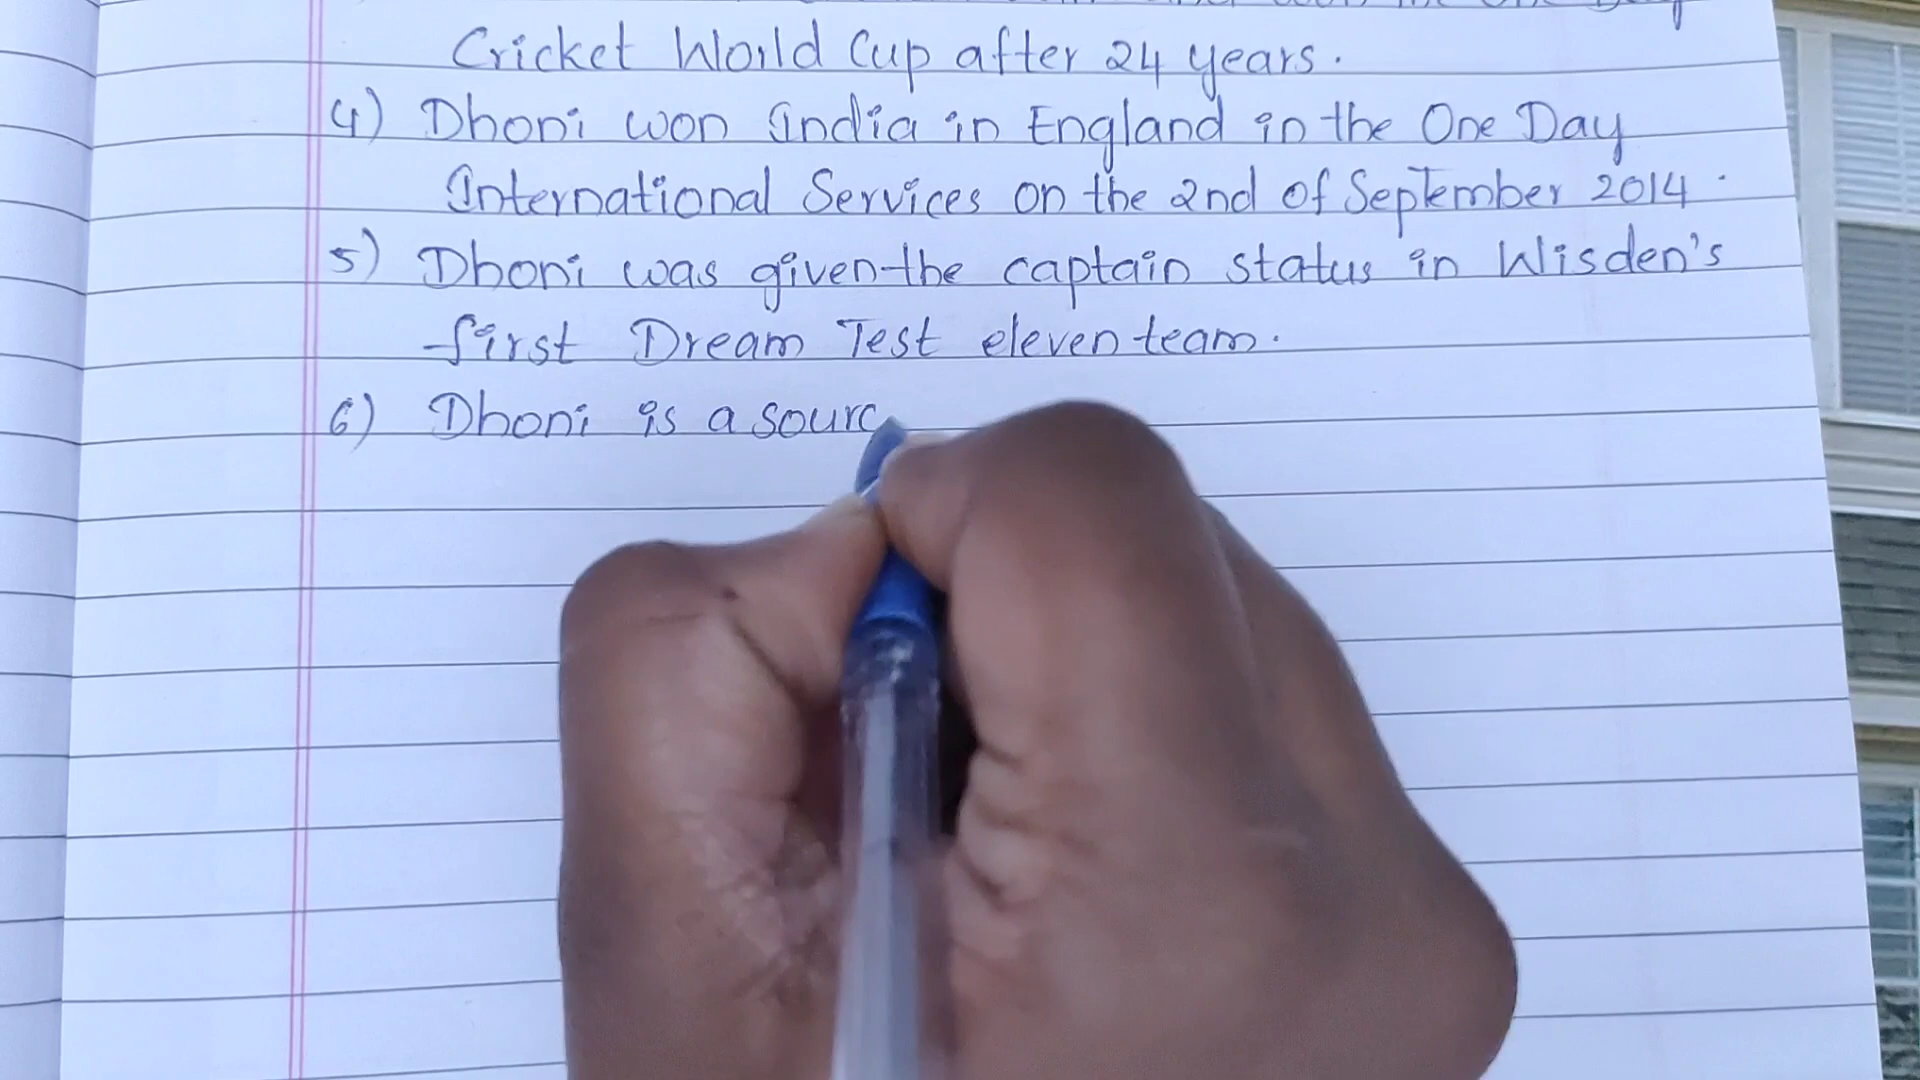 Cricket World Cup after 24 years.
4) Dhoni won India in England in the One Day
International Services on the 2nd of September 2014.
5) Dhoni was given the captain status in Wisden's
first Dream Test eleven team.
6) Dhoni is a sourc